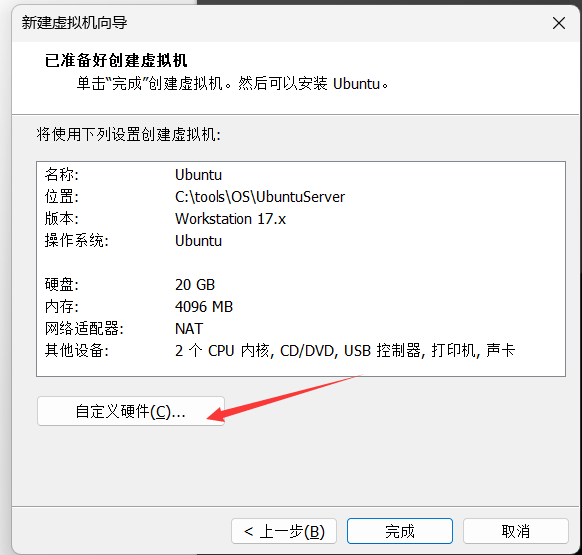 新建虚拟机向导
已准备好创建虚拟机
单击“完成”创建虚拟机。然后可以安装 Ubuntu。
将使用下列设置创建虚拟机:
名称: Ubuntu
位置: C:\tools\OS\UbuntuServer
版本: Workstation 17.x
操作系统: Ubuntu
硬盘: 20 GB
内存: 4096 MB
网络适配器: NAT
其他设备: 2 个 CPU 内核, CD/DVD, USB 控制器, 打印机, 声卡
自定义硬件(C)...
< 上一步(B) 完成 取消